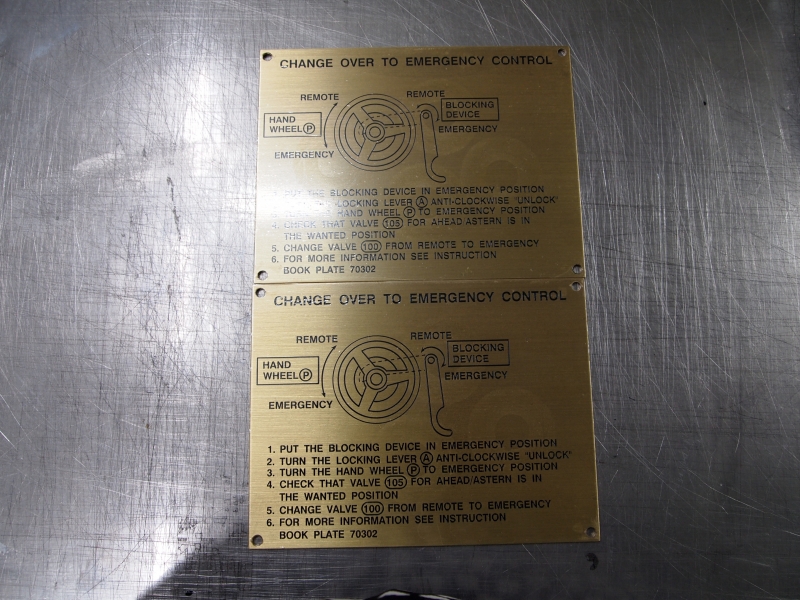 CHANGE OVER TO EMERGENCY CONTROL
REMOTE
REMOTE
BLOCKING
DEVICE
HAND
WHEEL P
EMERGENCY
EMERGENCY
PUT THE BLOCKING DEVICE IN EMERGENCY POSITION
LOCKING LEVER A ANTI-CLOCKWISE "UNLOCK"
HAND WHEEL P TO EMERGENCY POSITION
4. CHECK THAT VALVE 105 FOR AHEAD/ASTERN IS IN
THE WANTED POSITION
5. CHANGE VALVE 100 FROM REMOTE TO EMERGENCY
6. FOR MORE INFORMATION SEE INSTRUCTION
BOOK PLATE 70302
CHANGE OVER TO EMERGENCY CONTROL
REMOTE
REMOTE
BLOCKING
DEVICE
HAND
WHEEL P
EMERGENCY
EMERGENCY
1. PUT THE BLOCKING DEVICE IN EMERGENCY POSITION
2. TURN THE LOCKING LEVER A ANTI-CLOCKWISE "UNLOCK"
3. TURN THE HAND WHEEL P TO EMERGENCY POSITION
4. CHECK THAT VALVE 105 FOR AHEAD/ASTERN IS IN
THE WANTED POSITION
5. CHANGE VALVE 100 FROM REMOTE TO EMERGENCY
6. FOR MORE INFORMATION SEE INSTRUCTION
BOOK PLATE 70302